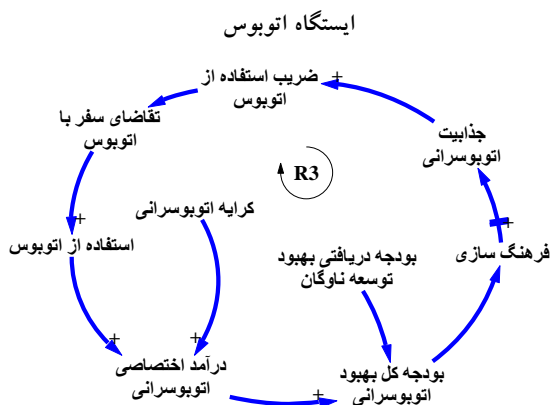 ایستگاه اتوبوس
ضریب استفاده از
اتوبوس
+
تقاضای سفر با
اتوبوس
جذابیت
اتوبوسرانی
R3
کرایه اتوبوسرانی
+
استفاده از اتوبوس
+
فرهنگ سازی
بودجه دریافتی بهبود
توسعه ناوگان
+
+
درآمد اختصاصی
اتوبوسرانی
بودجه کل بهبود
اتوبوسرانی
+